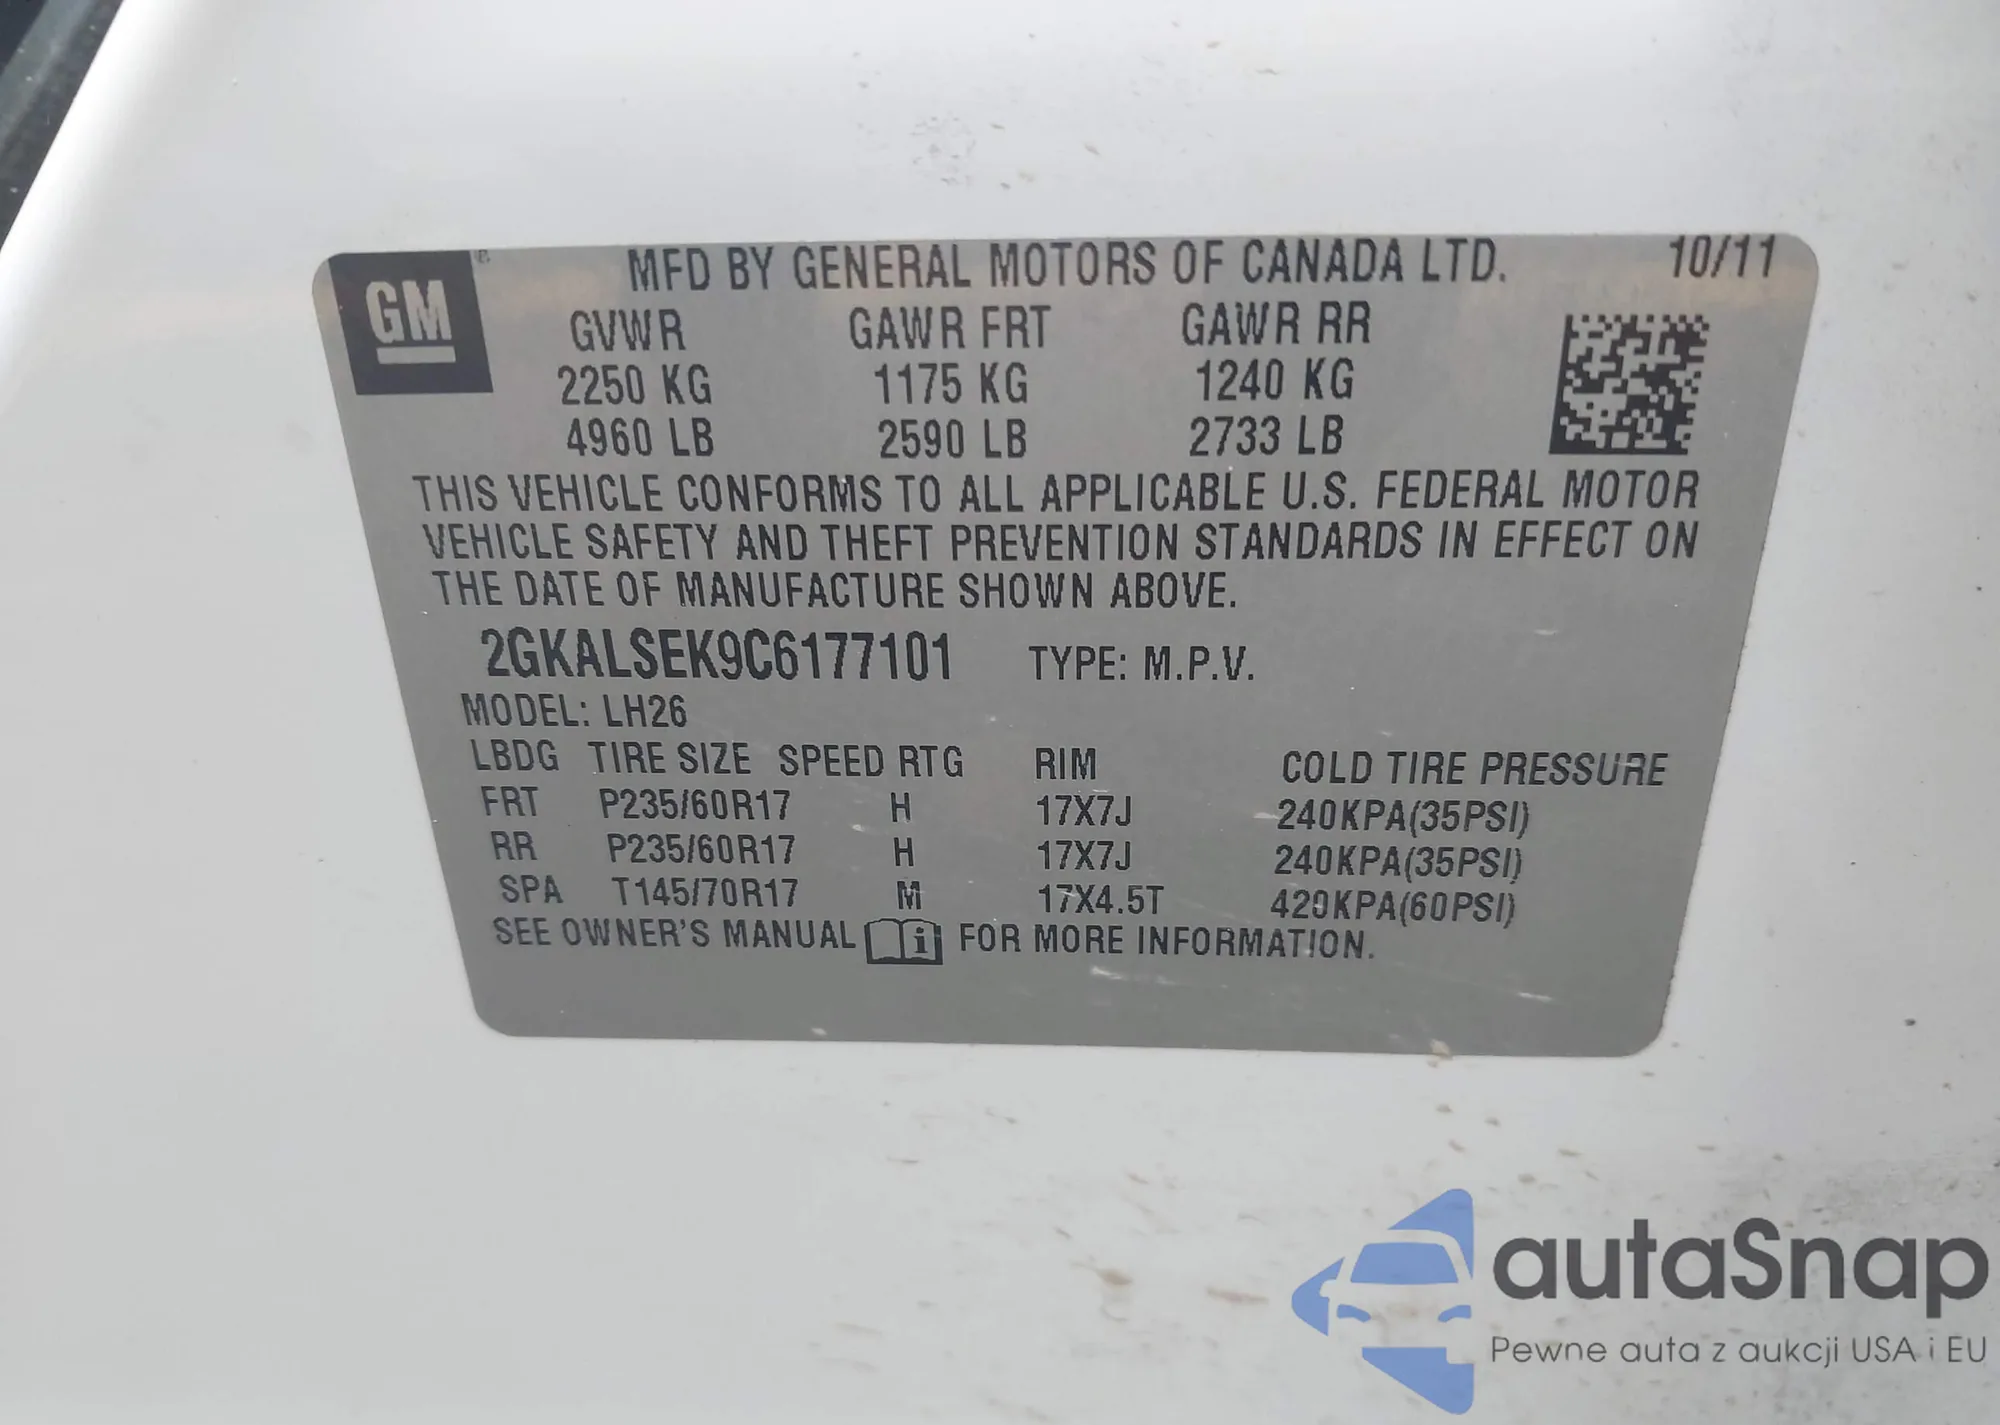 GM
MFD BY GENERAL MOTORS OF CANADA LTD. 10/11
GVWR GAWR FRT GAWR RR
2250 KG 1175 KG 1240 KG
4960 LB 2590 LB 2733 LB
THIS VEHICLE CONFORMS TO ALL APPLICABLE U.S. FEDERAL MOTOR
VEHICLE SAFETY AND THEFT PREVENTION STANDARDS IN EFFECT ON
THE DATE OF MANUFACTURE SHOWN ABOVE.
2GKALSEK9C6177101 TYPE: M.P.V.
MODEL: LH26
LBDG TIRE SIZE SPEED RTG RIM COLD TIRE PRESSURE
FRT P235/60R17 H 17X7J 240KPA(35PSI)
RR P235/60R17 H 17X7J 240KPA(35PSI)
SPA T145/70R17 M 17X4.5T 420KPA(60PSI)
SEE OWNER'S MANUAL i FOR MORE INFORMATION.
autaSnap
Pewne auta z aukcji USA i EU